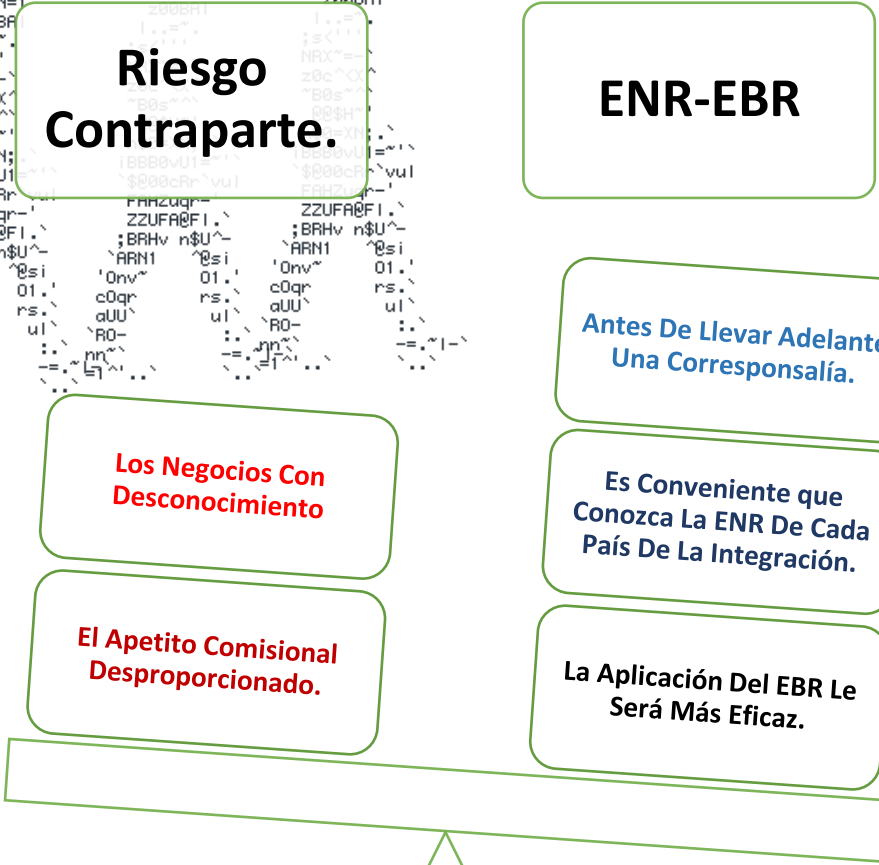 Riesgo
Contraparte.
ENR-EBR
Los Negocios Con
Desconocimiento
El Apetito Comisional
Desproporcionado.
Antes De Llevar Adelante
Una Corresponsalía.
Es Conveniente que
Conozca La ENR De Cada
País De La Integración.
La Aplicación Del EBR Le
Será Más Eficaz.